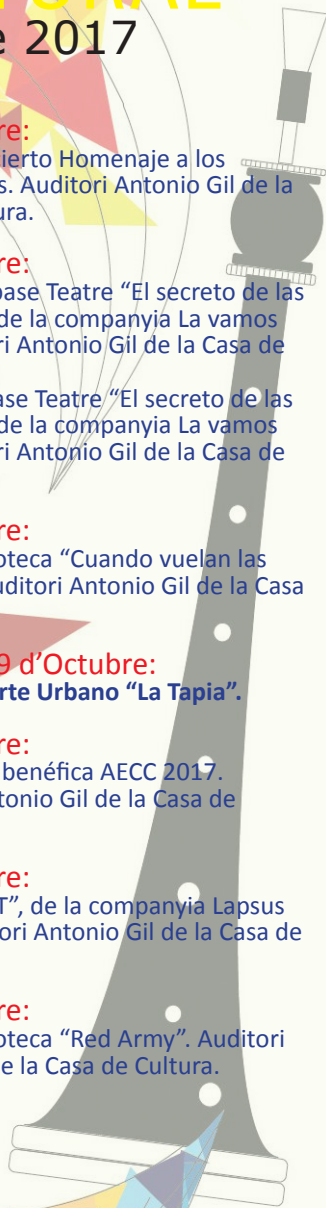 e 2017
re:
cierto Homenaje a los
s. Auditori Antonio Gil de la
ura.
re:
pase Teatre “El secreto de las
de la companyia La vamos
ri Antonio Gil de la Casa de
ase Teatre “El secreto de las
de la companyia La vamos
ri Antonio Gil de la Casa de
re:
oteca “Cuando vuelan las
uditori Antonio Gil de la Casa
9 d’Octubre:
rte Urbano “La Tapia”.
re:
benéfica AECC 2017.
tonio Gil de la Casa de
re:
T”, de la companyia Lapsus
ori Antonio Gil de la Casa de
re:
oteca “Red Army”. Auditori
e la Casa de Cultura.